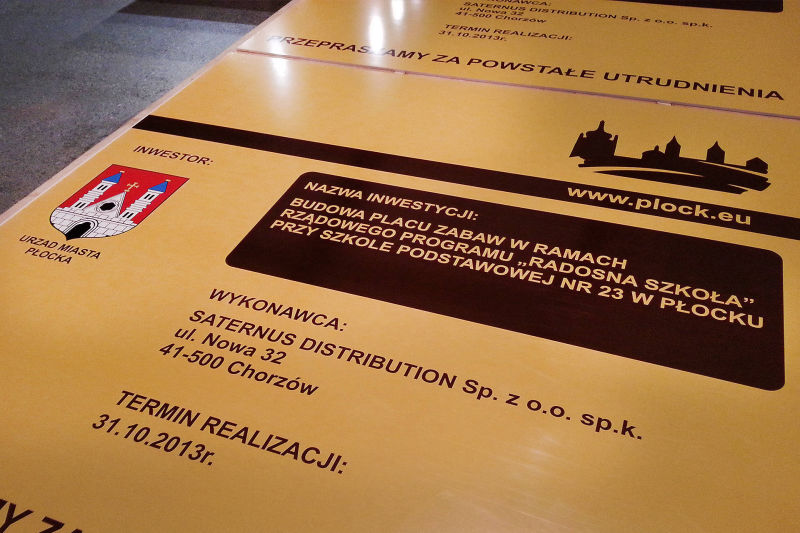 SATERNUS DISTRIBUTION Sp. z o.o. sp.k.
ul. Nowa 32
41-500 Chorzów
TERMIN REALIZACJI:
31.10.2013r.
PRZEPRASZAMY ZA POWSTAŁE UTRUDNIENIA
INWESTOR:
URZĄD MIASTA
PŁOCKA
www.plock.eu
NAZWA INWESTYCJI:
BUDOWA PLACU ZABAW W RAMACH
RZĄDOWEGO PROGRAMU „RADOSNA SZKOŁA”
PRZY SZKOLE PODSTAWOWEJ NR 23 W PŁOCKU
WYKONAWCA:
SATERNUS DISTRIBUTION Sp. z o.o. sp.k.
ul. Nowa 32
41-500 Chorzów
TERMIN REALIZACJI:
31.10.2013r.